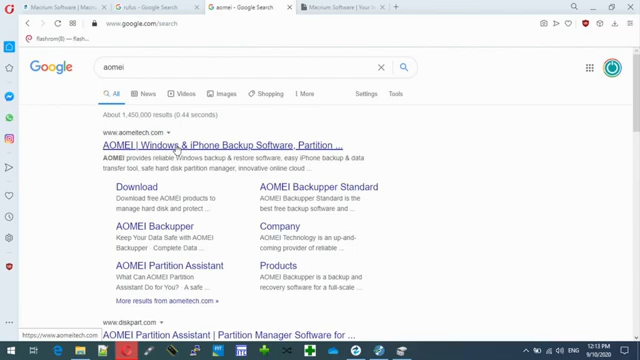 Macrium Software | Macrium
rufus - Google Search
aomei - Google Search
Macrium Software | Your I
www.google.com/search
flashrom(8) — flas...
Google
aomei
All
News
Videos
Images
Shopping
More
Settings
Tools
About 1,450,000 results (0.44 seconds)
www.aomeitech.com
AOMEI | Windows & iPhone Backup Software, Partition ...
AOMEI provides reliable Windows backup & restore software, easy iPhone backup & data
transfer tool, safe hard disk partition manager, innovative online cloud ...
Download
Download free AOMEI products to
manage hard disk and protect ...
AOMEI Backupper Standard
AOMEI Backupper Standard is the
best free backup software and ...
AOMEI Backupper
Keep Your Data Safe with AOMEI
Backupper · Complete Data ...
Company
AOMEI Technology is an up-and-
coming provider of reliable ...
AOMEI Partition Assistant
What Can AOMEI Partition
Assistant Do for You? · A safe ...
Products
AOMEI Backupper is a backup and
recovery software for a full-scale ...
More results from aomeitech.com »
www.diskpart.com
AOMEI Partition Assistant | Partition Manager Software for ...
https://www.aomeitech.com
ENG
12:13 PM
9/10/2020